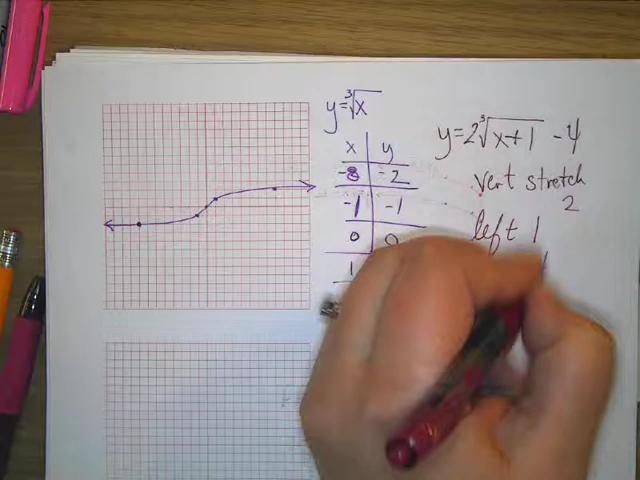 y=∛x
x y
-8 -2
-1 -1
0 0
1
y=2∛x+1 -4
vert stretch
2
left 1